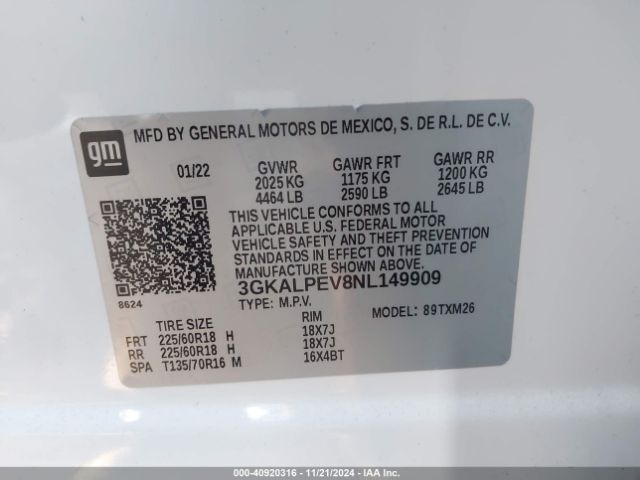 gm
MFD BY GENERAL MOTORS DE MEXICO, S. DE R.L. DE C.V.
01/22 GVWR GAWR FRT GAWR RR
2025 KG 1175 KG 1200 KG
4464 LB 2590 LB 2645 LB
THIS VEHICLE CONFORMS TO ALL
APPLICABLE U.S. FEDERAL MOTOR
VEHICLE SAFETY AND THEFT PREVENTION
STANDARDS IN EFFECT ON THE DATE OF
MANUFACTURE SHOWN ABOVE.
8624
3GKALPEV8NL149909
TYPE: M.P.V. MODEL: 89TXM26
TIRE SIZE RIM
FRT 225/60R18 H 18X7J
RR 225/60R18 H 18X7J
SPA T135/70R16 M 16X4BT
000-40920316 - 11/21/2024 - IAA Inc.